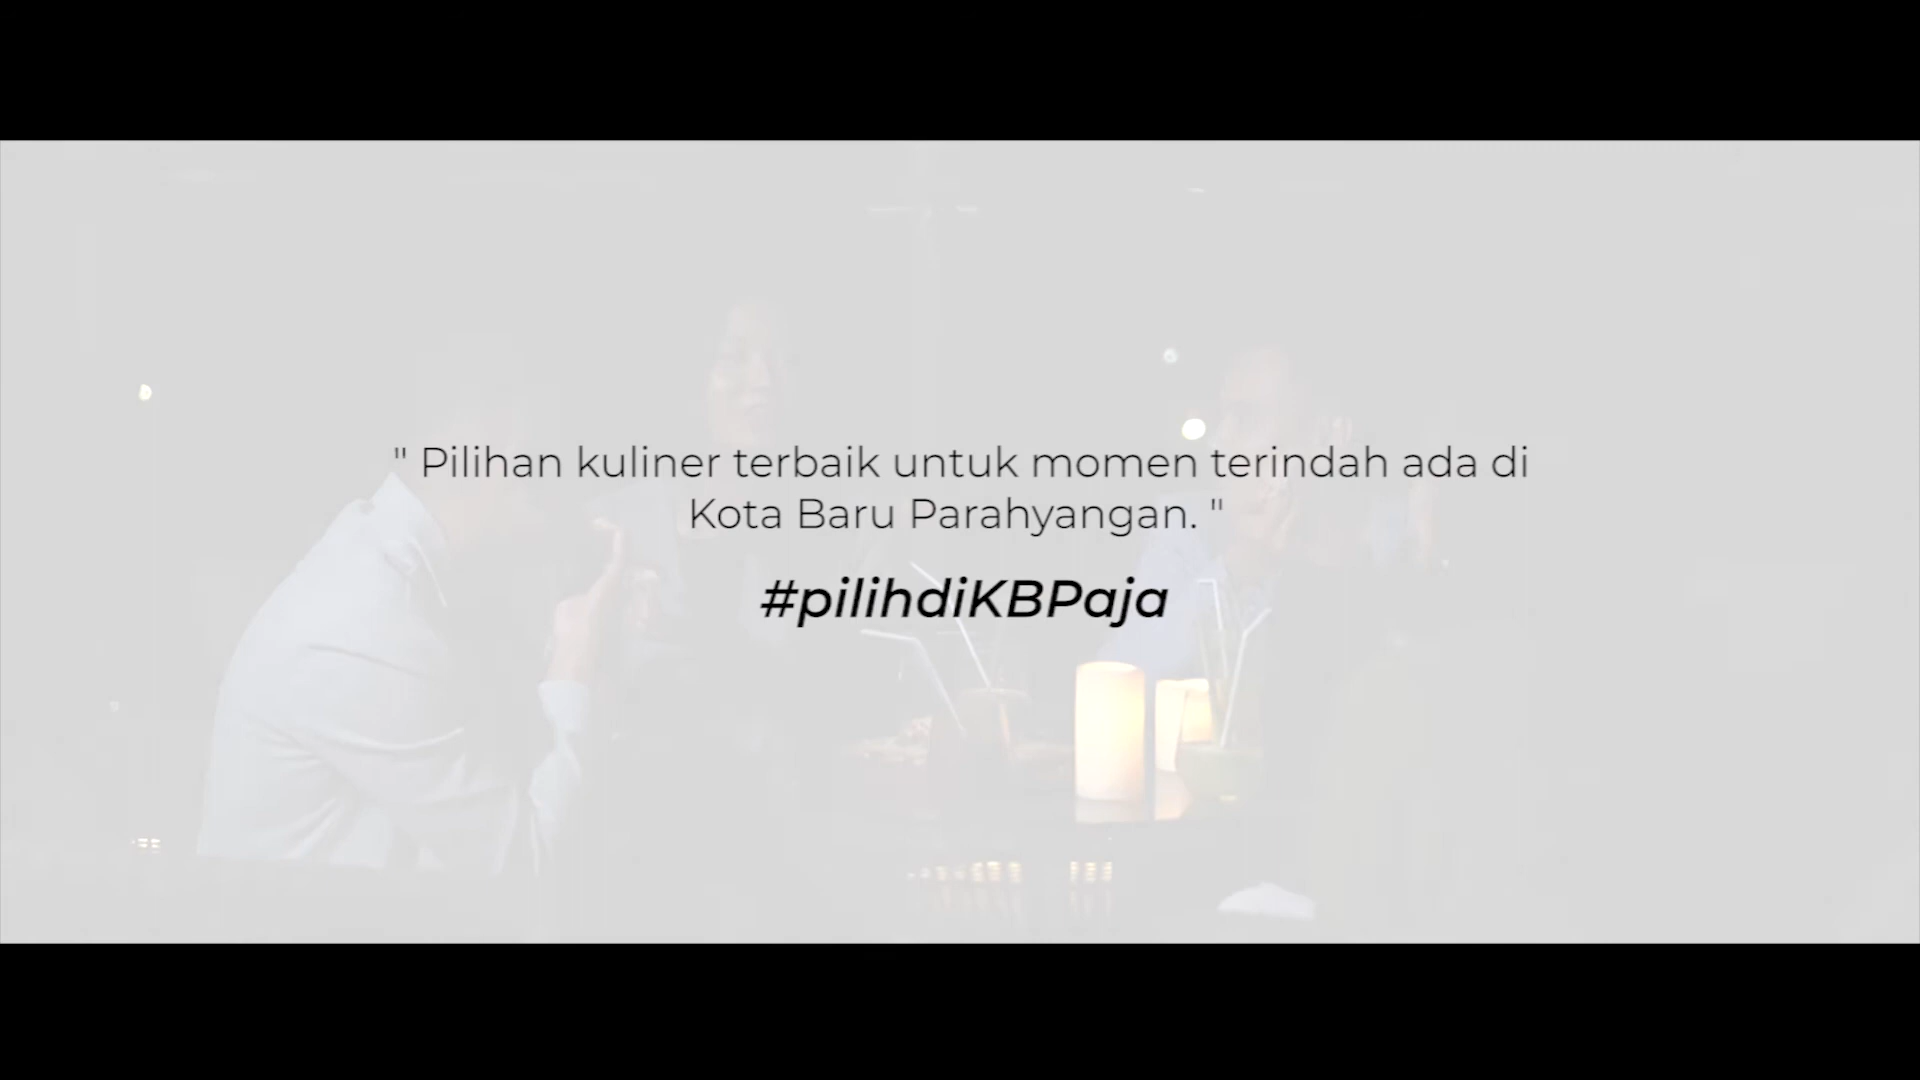 " Pilihan kuliner terbaik untuk momen terindah ada di
Kota Baru Parahyangan. "
#pilihdiKBPaja